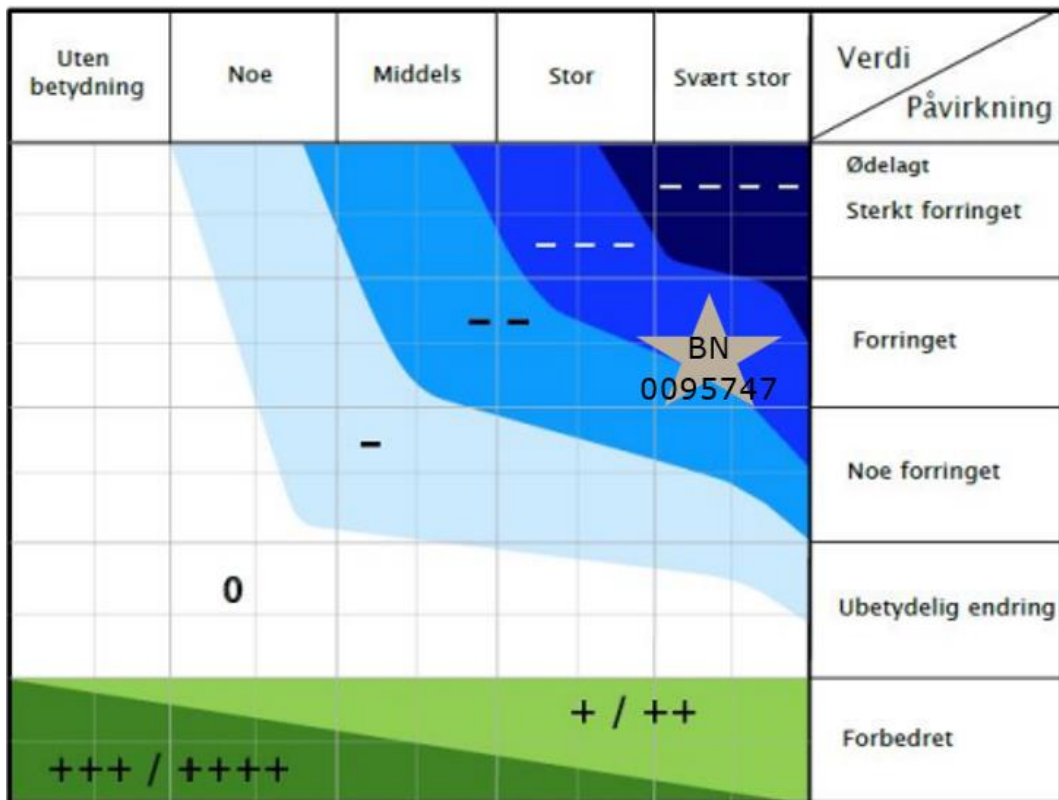 Uten
betydning
Noe
Middels
Stor
Svært stor
Verdi
Påvirkning
Ødelagt
Sterkt forringet
– – – –
– – –
– –
Forringet
BN
0095747
–
Noe forringet
0
Ubetydelig endring
+ / ++
Forbedret
+++ / ++++